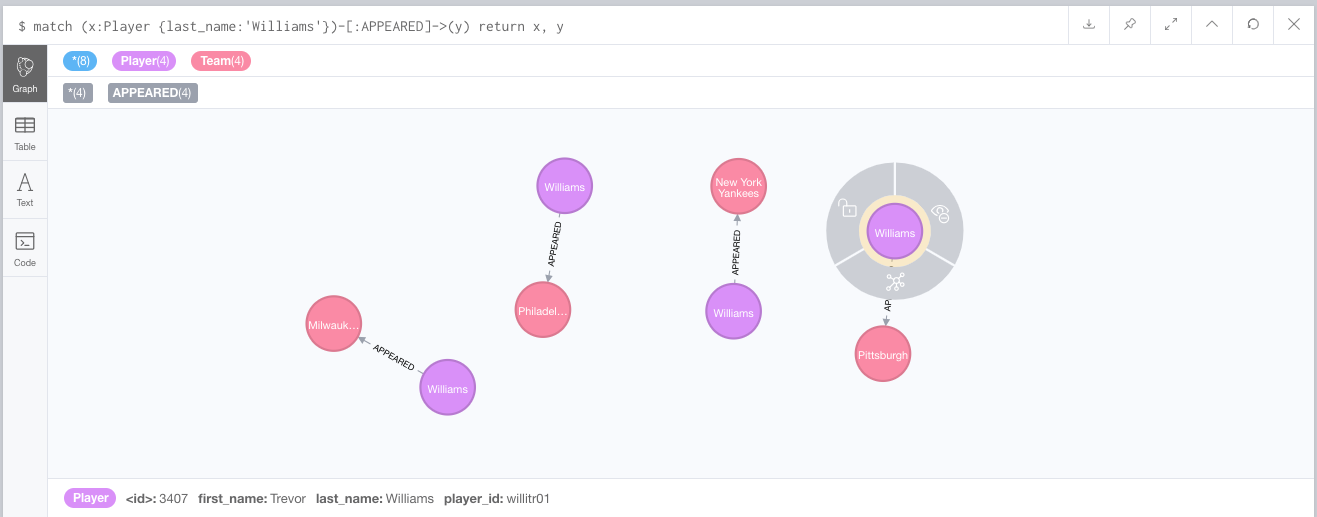 $ match (x:Player {last_name:'Williams'})-[:APPEARED]->(y) return x, y
*(8) Player(4) Team(4)
*(4) APPEARED(4)
Graph
Table
Text
Code
Williams
APPEARED
Philadel...
Milwauk...
APPEARED
Williams
New York
Yankees
APPEARED
Williams
Williams
AP
Pittsburgh
Player <id>: 3407 first_name: Trevor last_name: Williams player_id: willitr01